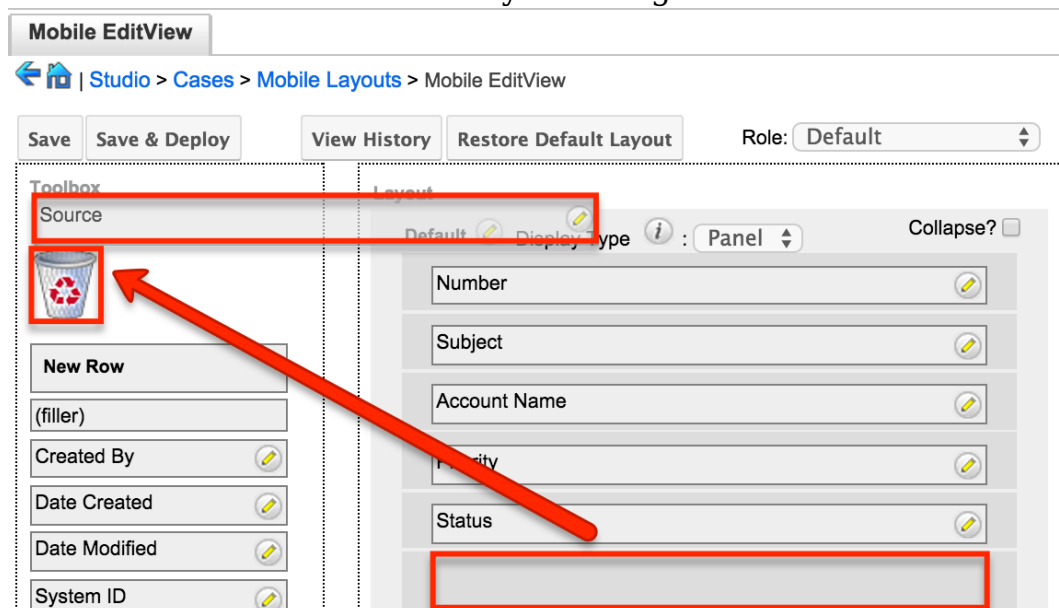 Mobile EditView
| Studio > Cases > Mobile Layouts > Mobile EditView
Save Save & Deploy View History Restore Default Layout Role: Default
Toolbox
Source
New Row
(filler)
Created By
Date Created
Date Modified
System ID
Layout
Default Display Type i : Panel Collapse?
Number
Subject
Account Name
Priority
Status